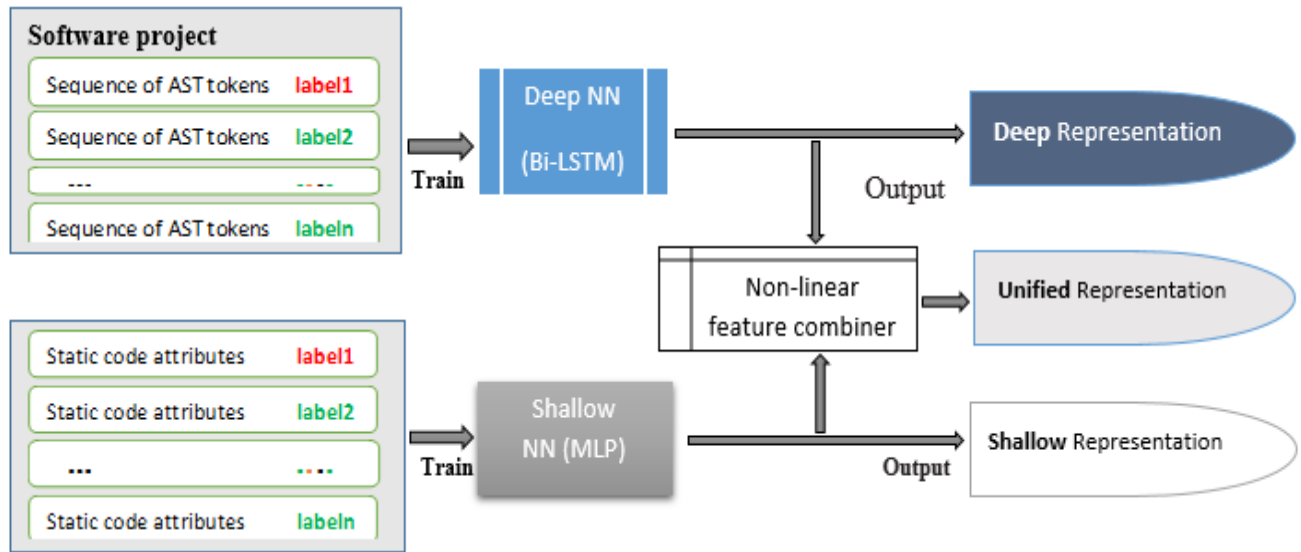 Software project
Sequence of AST tokens label1
Sequence of AST tokens label2
--- -----
Sequence of AST tokens labeln
Train
Deep NN
(Bi-LSTM)
Deep Representation
Output
Non-linear
feature combiner
Unified Representation
Static code attributes label1
Static code attributes label2
... ----
Static code attributes labeln
Train
Shallow
NN (MLP)
Output
Shallow Representation